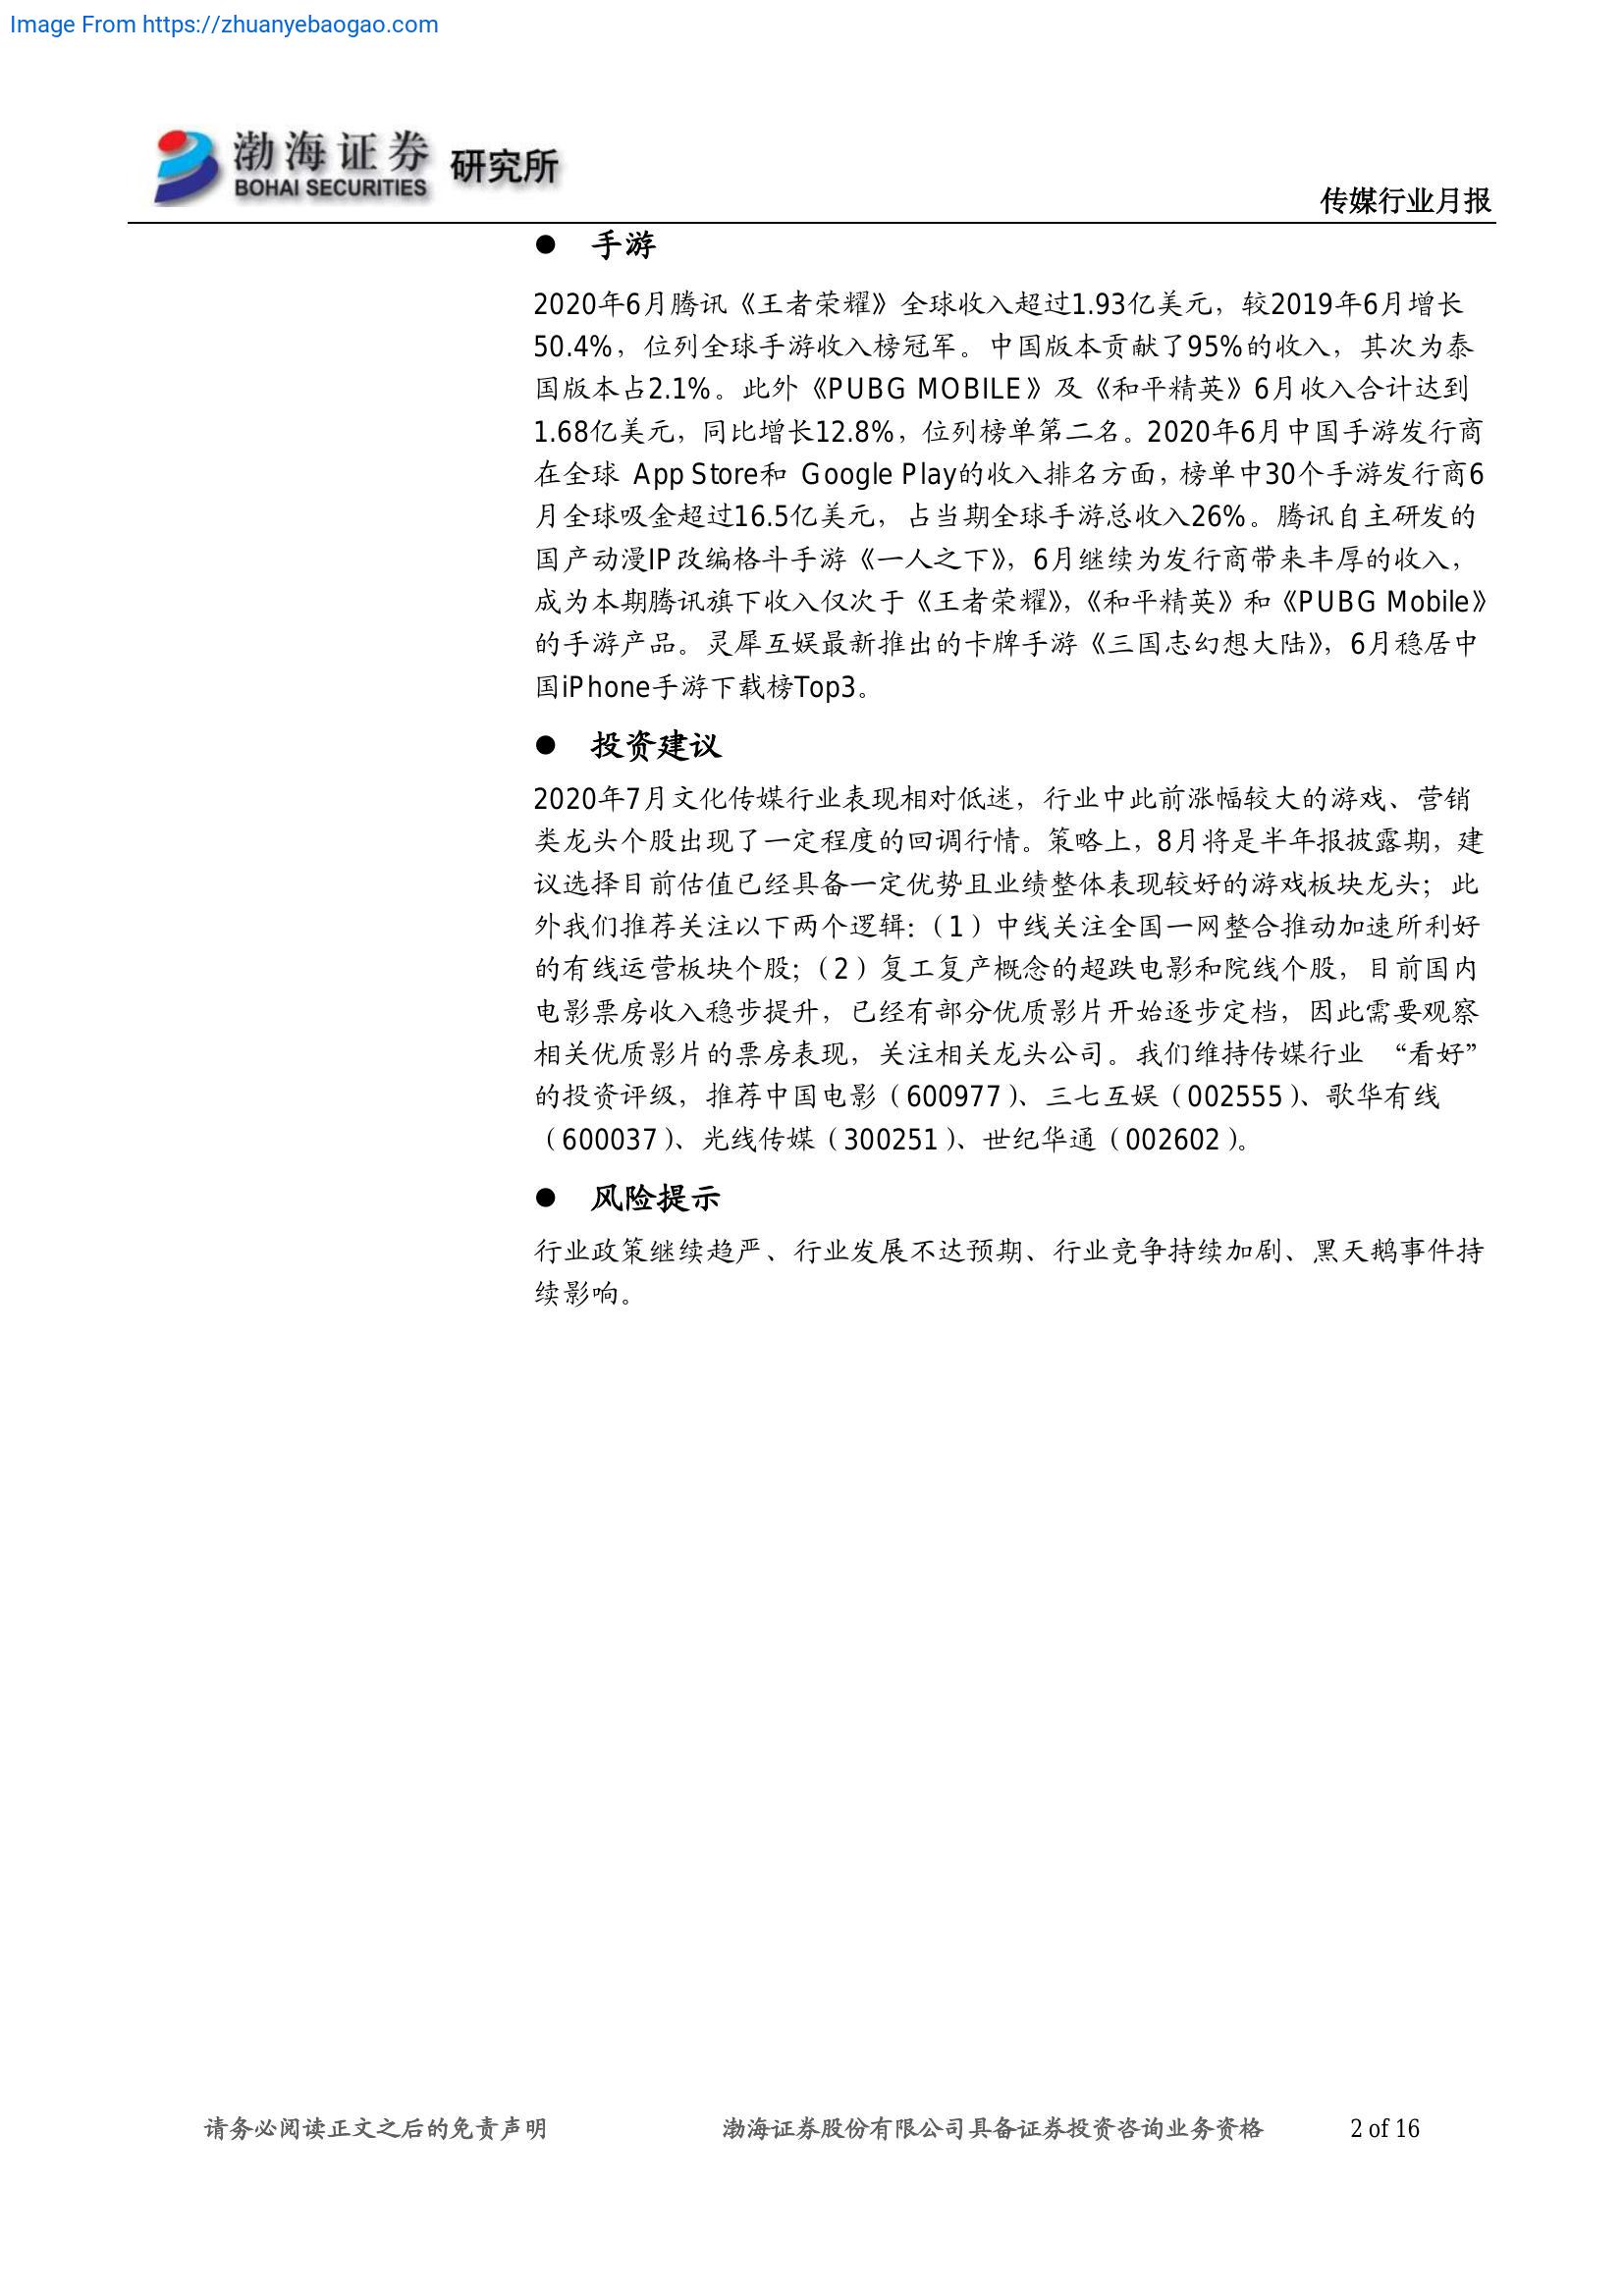 Image From https://zhuanyebaogao.com
渤海证券 研究所
BOHAI SECURITIES
传媒行业月报
● 手游
2020年6月腾讯《王者荣耀》全球收入超过1.93亿美元，较2019年6月增长
50.4%，位列全球手游收入榜冠军。中国版本贡献了95%的收入，其次为泰
国版本占2.1%。此外《PUBG MOBILE》及《和平精英》6月收入合计达到
1.68亿美元，同比增长12.8%，位列榜单第二名。2020年6月中国手游发行商
在全球 App Store和 Google Play的收入排名方面，榜单中30个手游发行商6
月全球吸金超过16.5亿美元，占当期全球手游总收入26%。腾讯自主研发的
国产动漫IP改编格斗手游《一人之下》，6月继续为发行商带来丰厚的收入，
成为本期腾讯旗下收入仅次于《王者荣耀》，《和平精英》和《PUBG Mobile》
的手游产品。灵犀互娱最新推出的卡牌手游《三国志幻想大陆》，6月稳居中
国iPhone手游下载榜Top3。
● 投资建议
2020年7月文化传媒行业表现相对低迷，行业中此前涨幅较大的游戏、营销
类龙头个股出现了一定程度的回调行情。策略上，8月将是半年报披露期，建
议选择目前估值已经具备一定优势且业绩整体表现较好的游戏板块龙头；此
外我们推荐关注以下两个逻辑：（1）中线关注全国一网整合推动加速所利好
的有线运营板块个股；（2）复工复产概念的超跌电影和院线个股，目前国内
电影票房收入稳步提升，已经有部分优质影片开始逐步定档，因此需要观察
相关优质影片的票房表现，关注相关龙头公司。我们维持传媒行业 “看好”
的投资评级，推荐中国电影（600977）、三七互娱（002555）、歌华有线
（600037）、光线传媒（300251）、世纪华通（002602）。
● 风险提示
行业政策继续趋严、行业发展不达预期、行业竞争持续加剧、黑天鹅事件持
续影响。
请务必阅读正文之后的免责声明 渤海证券股份有限公司具备证券投资咨询业务资格 2 of 16